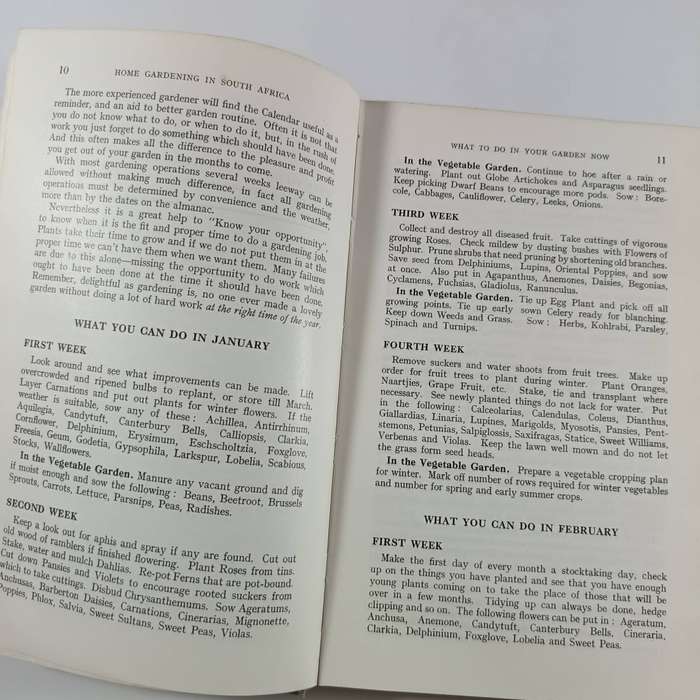 10
HOME GARDENING IN SOUTH AFRICA
The more experienced gardener will find the Calendar useful as a
reminder, and an aid to better garden routine. Often it is not that
you do not know what to do, or when to do it, but, in the rush of
work you just forget to do something which should have been done.
And this often makes all the difference to the pleasure and profit
you get out of your garden in the months to come.
With most gardening operations several weeks leeway can be
allowed without making much difference, in fact all gardening
operations must be determined by convenience and the weather,
more than by the dates on the almanac.
Nevertheless it is a great help to "Know your opportunity",
to know when is the fit and proper time to do a gardening job.
Plants take their time to grow and if we do not put them in at the
proper time we can't have them when we want them. Many failures
are due to this alone—missing the opportunity to do work which
ought to have been done at the time it should have been done.
Remember, delightful as gardening is, no one ever made a lovely
garden without doing a lot of hard work at the right time of the year.
WHAT YOU CAN DO IN JANUARY
FIRST WEEK
Look around and see what improvements can be made. Lift
overcrowded and ripened bulbs to replant, or store till March.
Layer Carnations and put out plants for winter flowers. If the
weather is suitable, sow any of these: Achillea, Antirrhinum,
Aquilegia, Candytuft, Canterbury Bells, Calliopsis, Clarkia,
Cornflower, Delphinium, Erysimum, Eschscholtzia, Foxglove,
Freesia, Geum, Godetia, Gypsophila, Larkspur, Lobelia, Scabious,
Stocks, Wallflowers.
In the Vegetable Garden. Manure any vacant ground and dig
if moist enough and sow the following: Beans, Beetroot, Brussels
Sprouts, Carrots, Lettuce, Parsnips, Peas, Radishes.
SECOND WEEK
Keep a look out for aphis and spray if any are found. Cut out
old wood of ramblers if finished flowering. Plant Roses from tins.
Stake, water and mulch Dahlias. Re-pot Ferns that are pot-bound.
Cut down Pansies and Violets to encourage rooted suckers from
which to take cuttings. Disbud Chrysanthemums. Sow Ageratums,
Anchusas, Barberton Daisies, Carnations, Cinerarias, Mignonette,
Poppies, Phlox, Salvia, Sweet Sultans, Sweet Peas, Violas.
WHAT TO DO IN YOUR GARDEN NOW
11
In the Vegetable Garden. Continue to hoe after a rain or
watering. Plant out Globe Artichokes and Asparagus seedlings.
Keep picking Dwarf Beans to encourage more pods. Sow: Bore-
cole, Cabbages, Cauliflower, Celery, Leeks, Onions.
THIRD WEEK
Collect and destroy all diseased fruit. Take cuttings of vigorous
growing Roses. Check mildew by dusting bushes with Flowers of
Sulphur. Prune shrubs that need pruning by shortening old branches.
Save seed from Delphiniums, Lupins, Oriental Poppies, and sow
at once. Also put in Agapanthus, Anemones, Daisies, Begonias,
Cyclamens, Fuchsias, Gladiolus, Ranunculus.
In the Vegetable Garden. Tie up Egg Plant and pick off all
growing points. Tie up early sown Celery ready for blanching.
Keep down Weeds and Grass. Sow: Herbs, Kohlrabi, Parsley,
Spinach and Turnips.
FOURTH WEEK
Remove suckers and water shoots from fruit trees. Make up
order for fruit trees to plant during winter. Plant Oranges,
Naartjies, Grape Fruit, etc. Stake, tie and transplant where
necessary. See newly planted things do not lack for water. Put
in the following: Calceolarias, Calendulas, Coleus, Dianthus,
Giallardias, Linaria, Lupines, Marigolds, Myosotis, Pansies, Pent-
stemons, Petunias, Salpiglossis, Saxifragas, Statice, Sweet Williams,
Verbenas and Violas. Keep the lawn well mown and do not let
the grass form seed heads.
In the Vegetable Garden. Prepare a vegetable cropping plan
for winter. Mark off number of rows required for winter vegetables
and number for spring and early summer crops.
WHAT YOU CAN DO IN FEBRUARY
FIRST WEEK
Make the first day of every month a stocktaking day, check
up on the things you have planted and see that you have enough
young plants coming on to take the place of those that will be
over in a few months. Tidying up can always be done, hedge
clipping and so on. The following flowers can be put in: Ageratum,
Anchusa, Anemone, Candytuft, Canterbury Bells, Cineraria,
Clarkia, Delphinium, Foxglove, Lobelia and Sweet Peas.